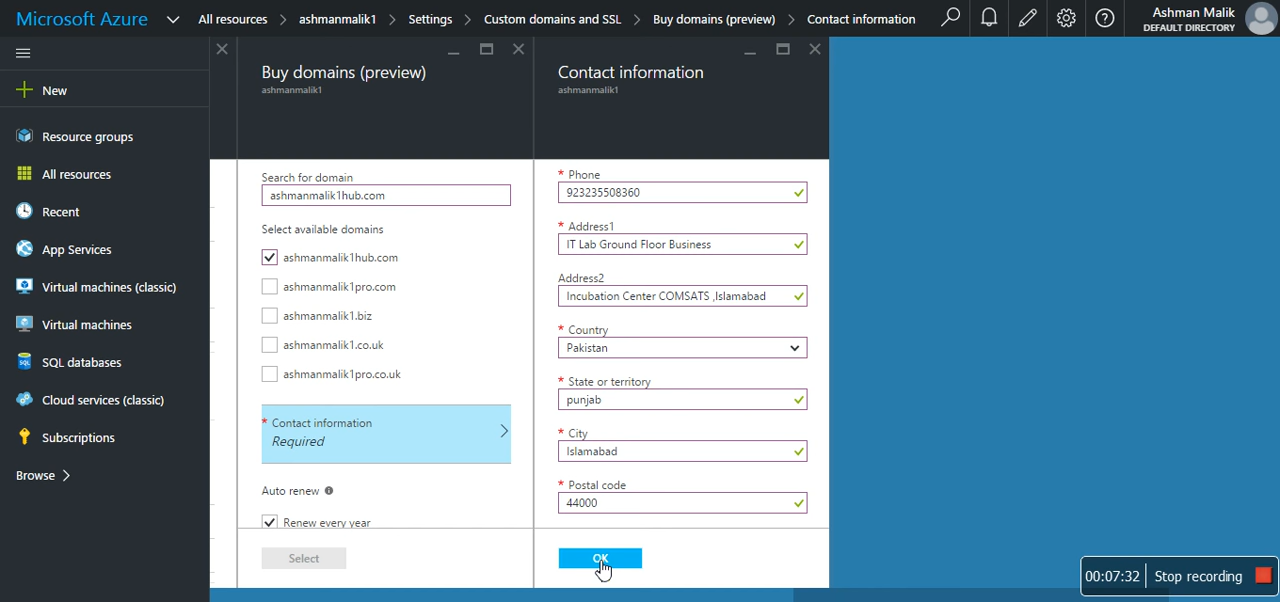 Microsoft Azure
All resources > ashmanmalik1 > Settings > Custom domains and SSL > Buy domains (preview) > Contact information
Ashman Malik
DEFAULT DIRECTORY
New
Resource groups
All resources
Recent
App Services
Virtual machines (classic)
Virtual machines
SQL
SQL databases
Cloud services (classic)
Subscriptions
Browse >
Buy domains (preview)
ashmanmalik1
Search for domain
ashmanmalik1hub.com
Select available domains
ashmanmalik1hub.com
ashmanmalik1pro.com
ashmanmalik1.biz
ashmanmalik1.co.uk
ashmanmalik1pro.co.uk
* Contact information
Required
Auto renew
Renew every year
Select
Contact information
ashmanmalik1
* Phone
923235508360
* Address1
IT Lab Ground Floor Business
Address2
Incubation Center COMSATS ,Islamabad
* Country
Pakistan
* State or territory
punjab
* City
Islamabad
* Postal code
44000
OK
00:07:32 Stop recording